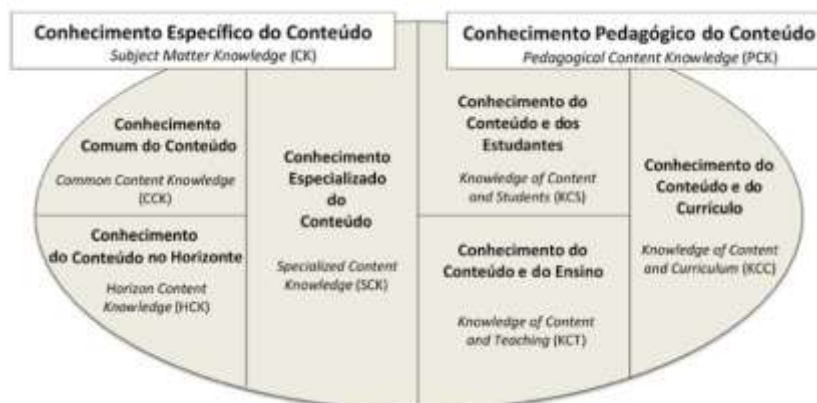 Conhecimento Específico do Conteúdo
Subject Matter Knowledge (CK)
Conhecimento Pedagógico do Conteúdo
Pedagogical Content Knowledge (PCK)
Conhecimento
Comum do Conteúdo
Common Content Knowledge
(CCK)
Conhecimento
do Conteúdo no Horizonte
Horizon Content
Knowledge (HCK)
Conhecimento
Especializado
do
Conteúdo
Specialized Content
Knowledge (SCK)
Conhecimento do
Conteúdo e dos
Estudantes
Knowledge of Content
and Students (KCS)
Conhecimento do
Conteúdo e do Ensino
Knowledge of Content
and Teaching (KCT)
Conhecimento do
Conteúdo e do
Currículo
Knowledge of Content
and Curriculum (KCC)